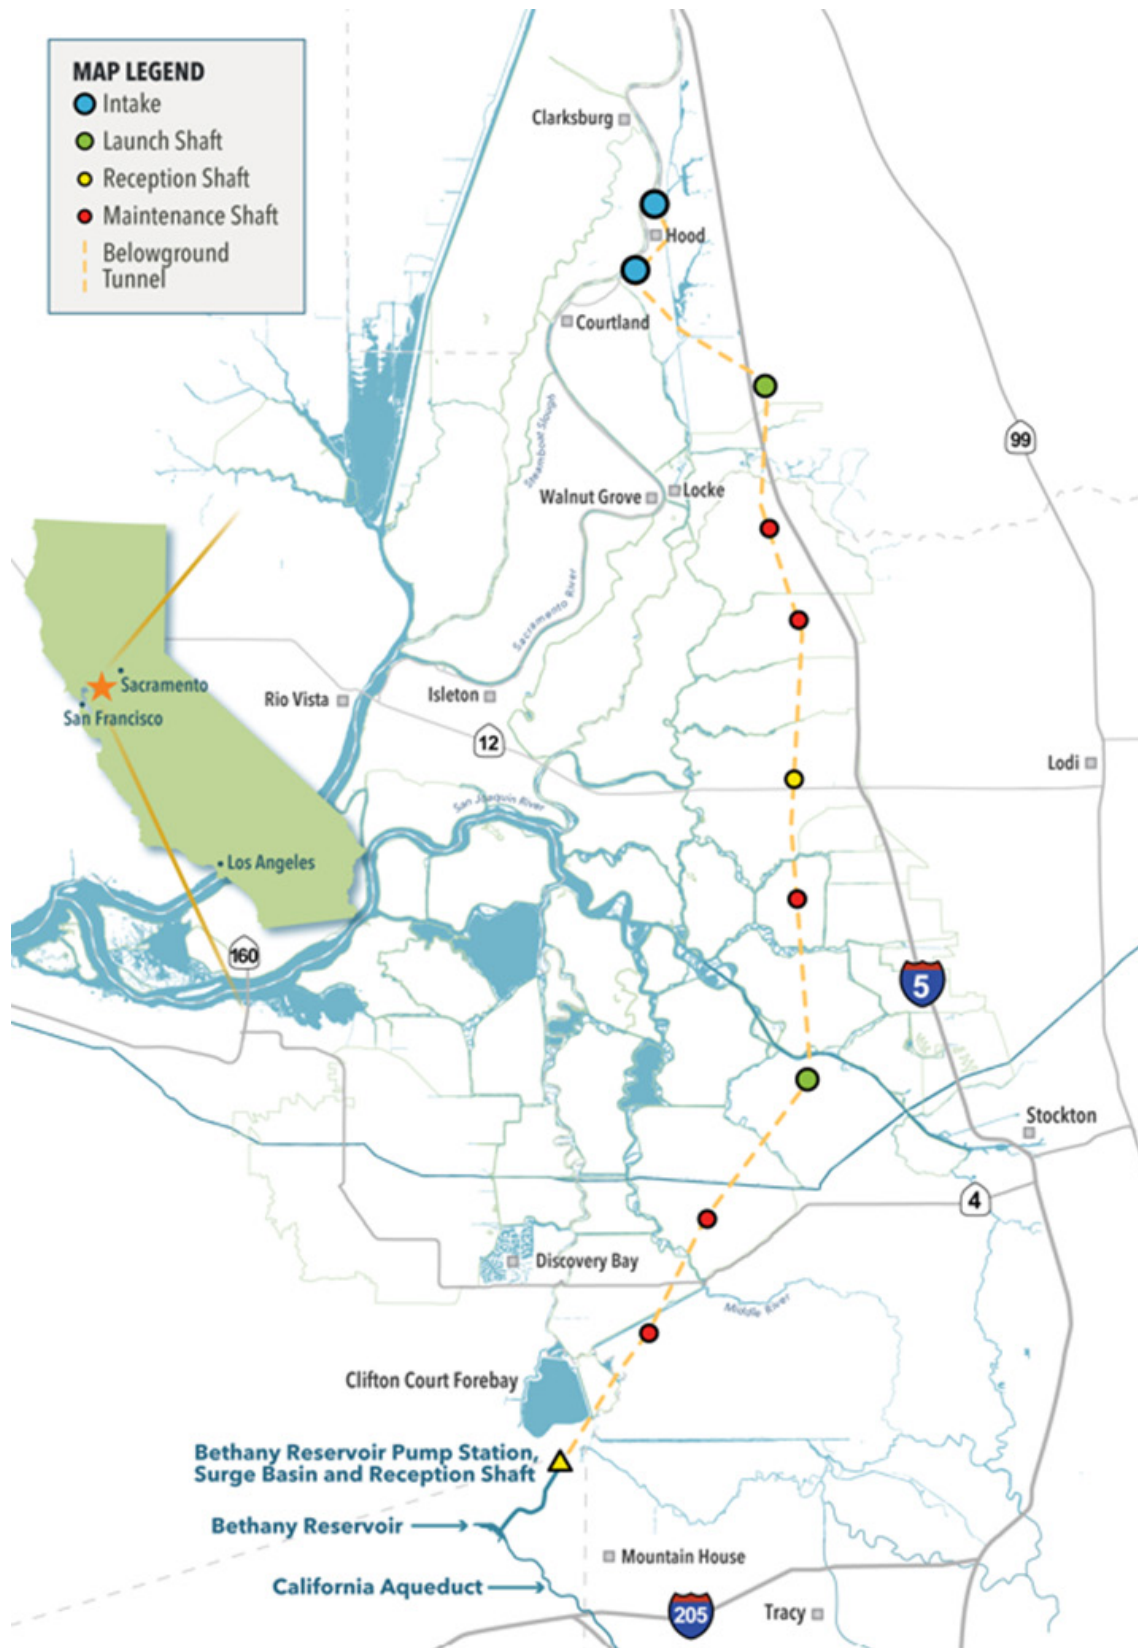 MAP LEGEND
Intake
Launch Shaft
Reception Shaft
Maintenance Shaft
Belowground
Tunnel
Clarksburg
Hood
Courtland
Steamboat Slough
99
Walnut Grove
Locke
Sacramento River
Sacramento
San Francisco
Rio Vista
Isleton
12
Lodi
San Joaquin River
Los Angeles
160
5
Stockton
4
Discovery Bay
Middle River
Clifton Court Forebay
Bethany Reservoir Pump Station,
Surge Basin and Reception Shaft
Bethany Reservoir
Mountain House
California Aqueduct
205
Tracy